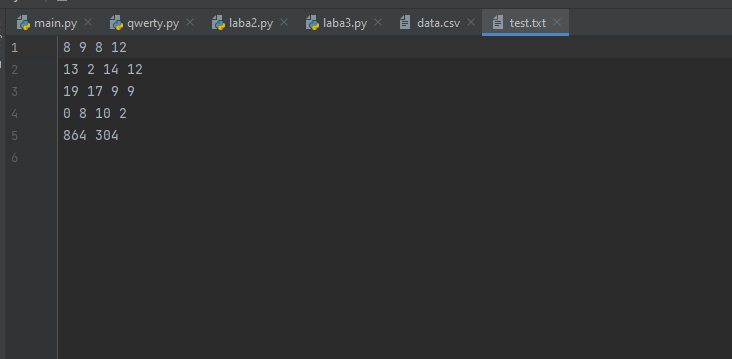 main.py qwerty.py laba2.py laba3.py data.csv test.txt
1 8 9 8 12
2 13 2 14 12
3 19 17 9 9
4 0 8 10 2
5 864 304
6